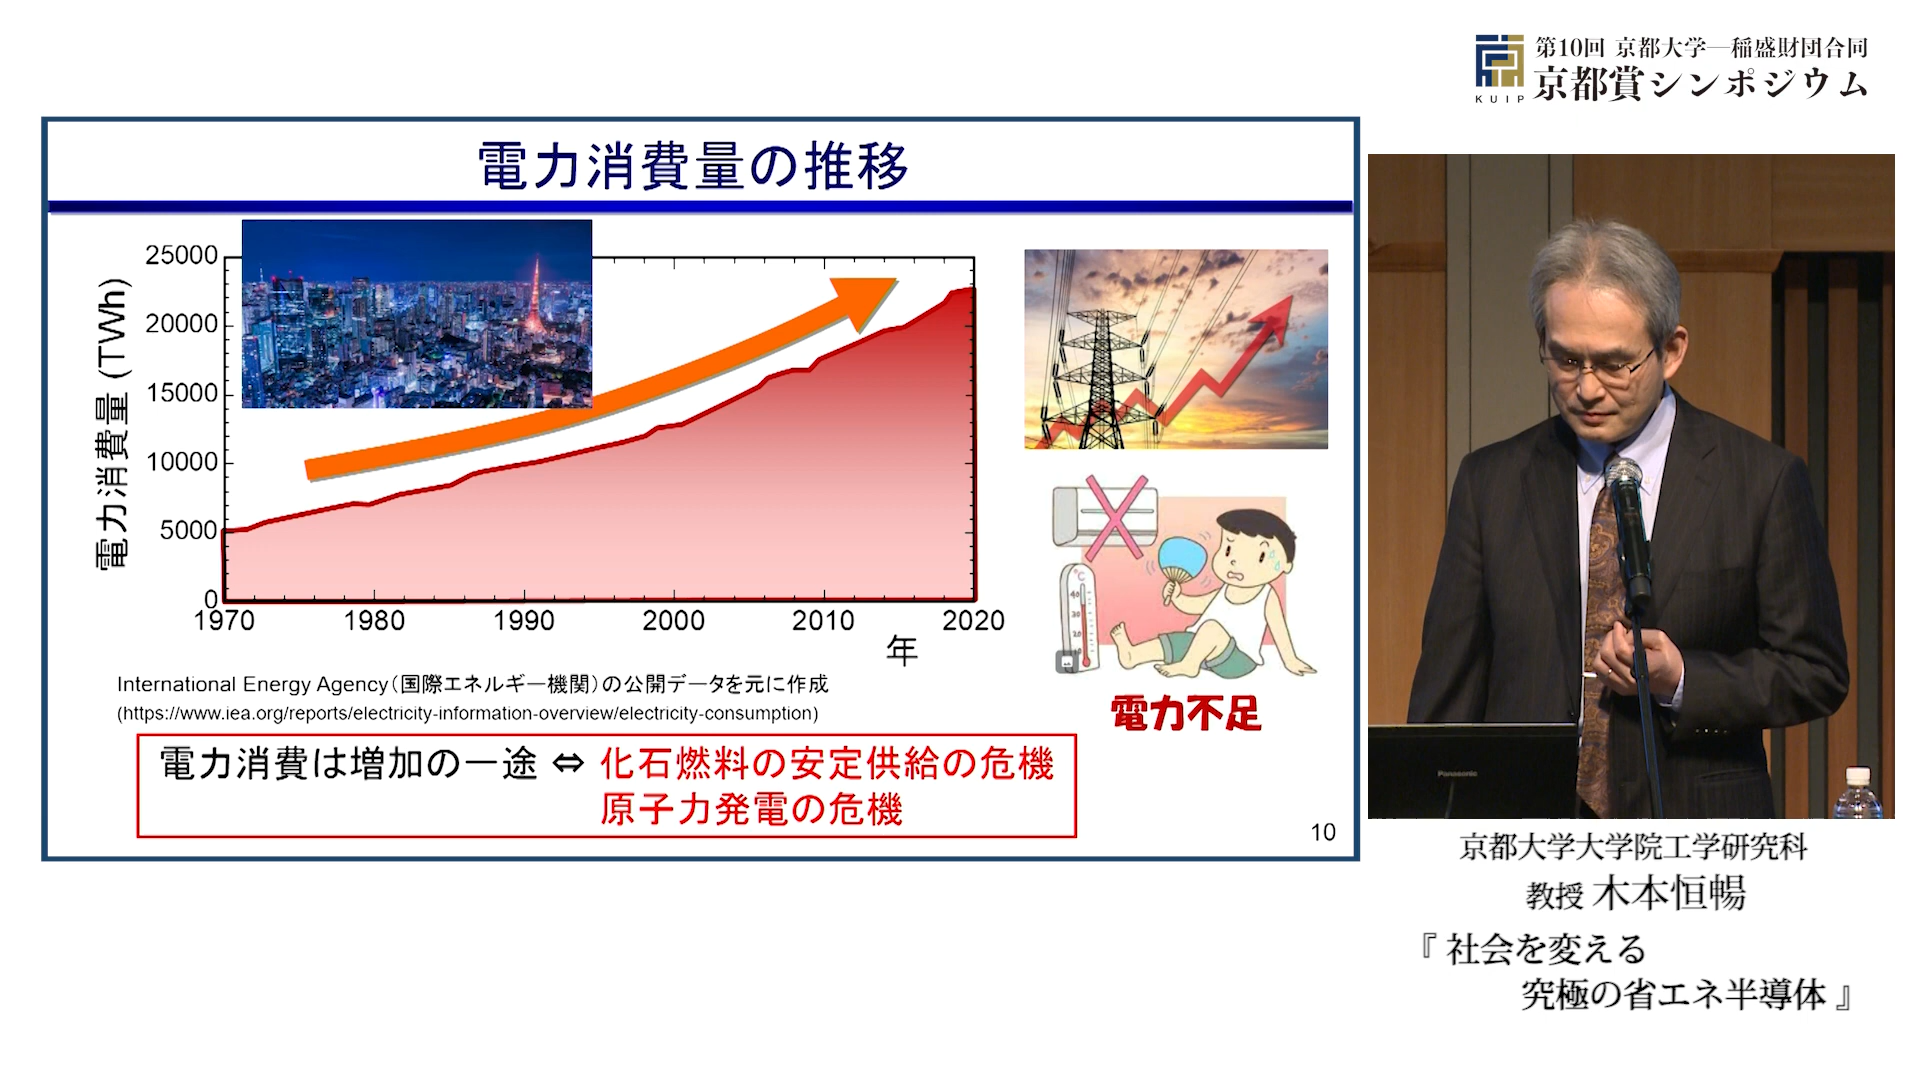 第10回 京都大学―稲盛財団合同
京都賞シンポジウム
KUIP
電力消費量の推移
電力消費量 (TWh)
25000
20000
15000
10000
5000
0
1970 1980 1990 2000 2010 2020
年
International Energy Agency（国際エネルギー機関）の公開データを元に作成
(https://www.iea.org/reports/electricity-information-overview/electricity-consumption)
℃
40
30
20
電力不足
電力消費は増加の一途 ⇔ 化石燃料の安定供給の危機
原子力発電の危機
10
Panasonic
京都大学大学院工学研究科
教授 木本恒暢
『 社会を変える
究極の省エネ半導体 』